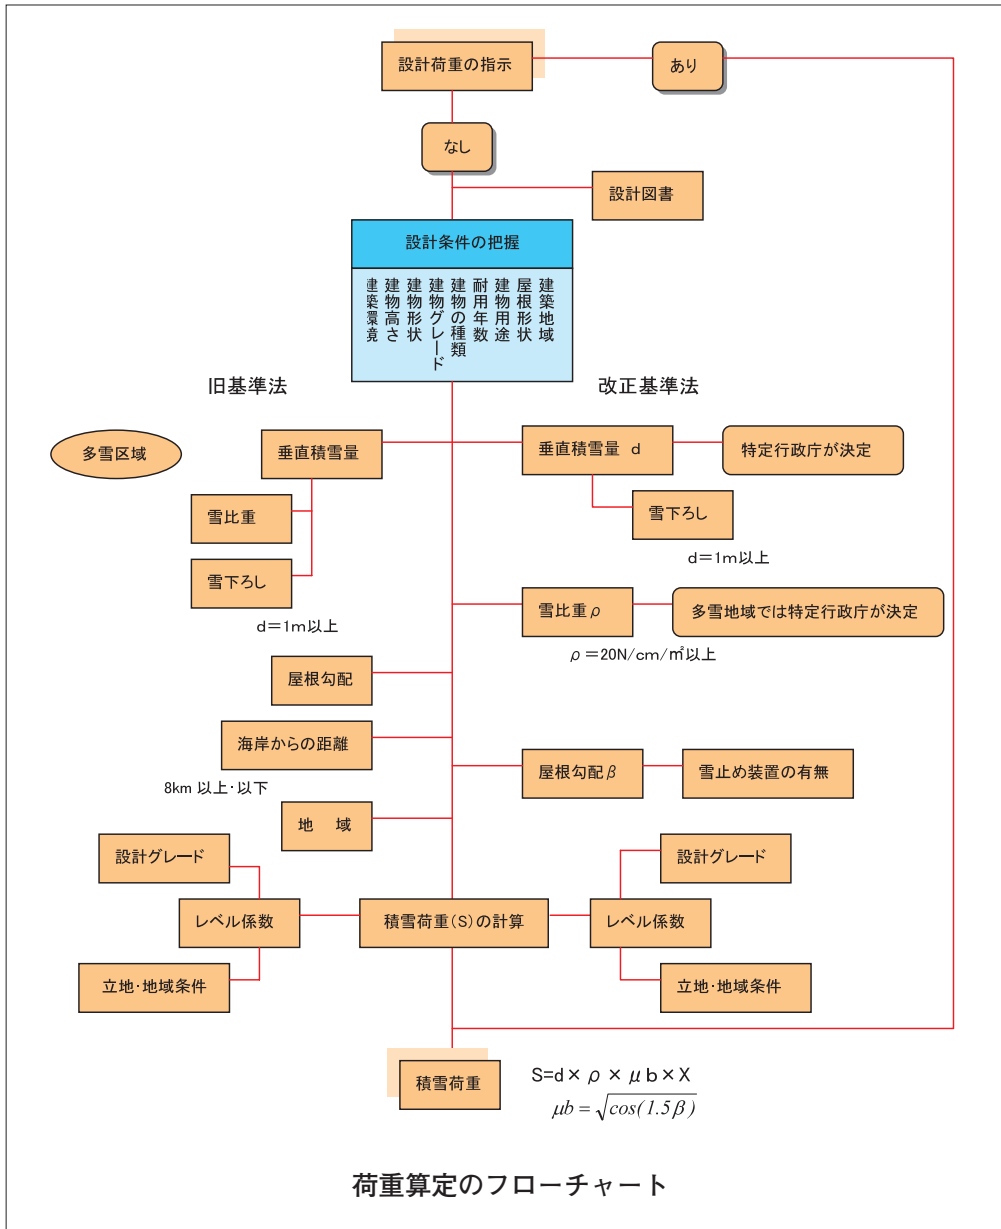 設計荷重の指示
あり
なし
設計図書
設計条件の把握
建築地域
屋根形状
建物用途
耐用年数
建物の種類
建物グレード
建物形状
建物高さ
建築環境
旧基準法
改正基準法
多雪区域
垂直積雪量
垂直積雪量 d
特定行政庁が決定
雪比重
雪下ろし
d＝1m以上
雪下ろし
d＝1m以上
雪比重ρ
多雪地域では特定行政庁が決定
ρ＝20N/cm/㎡以上
屋根勾配
海岸からの距離
8km 以上・以下
屋根勾配β
雪止め装置の有無
地 域
設計グレード
設計グレード
レベル係数
積雪荷重(S)の計算
レベル係数
立地・地域条件
立地・地域条件
積雪荷重
S=d×ρ×μb×X
μb=√cos(1.5β)
荷重算定のフローチャート